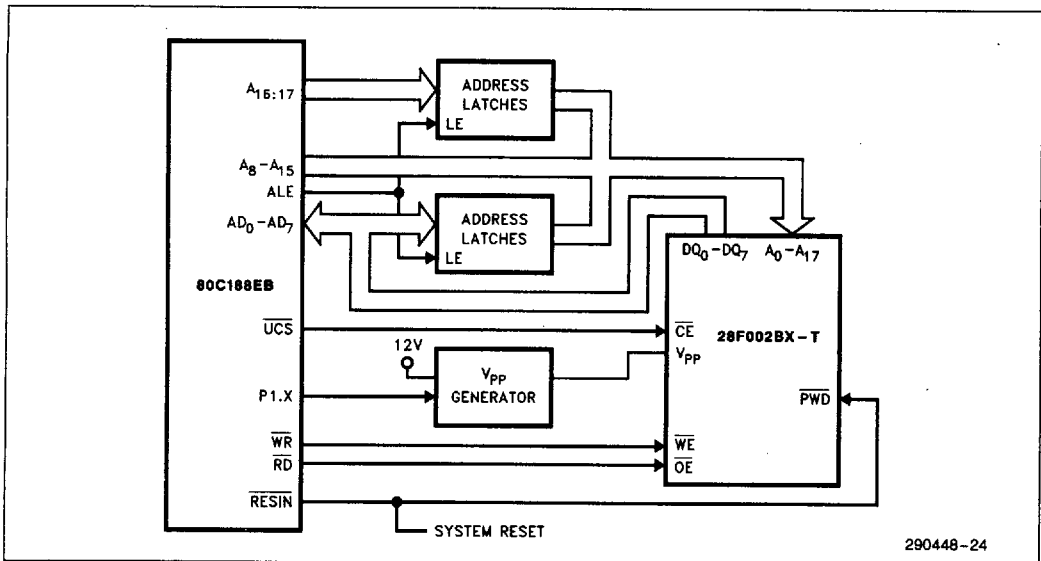 A16:17
ADDRESS
LATCHES
LE
A8–A15
ALE
AD0–AD7
ADDRESS
LATCHES
LE
DQ0–DQ7 A0–A17
80C188EB
UCS
CE
28F002BX-T
12V
VPP
GENERATOR
VPP
P1.X
PWD
WR
WE
RD
OE
RESIN
SYSTEM RESET
290448-24